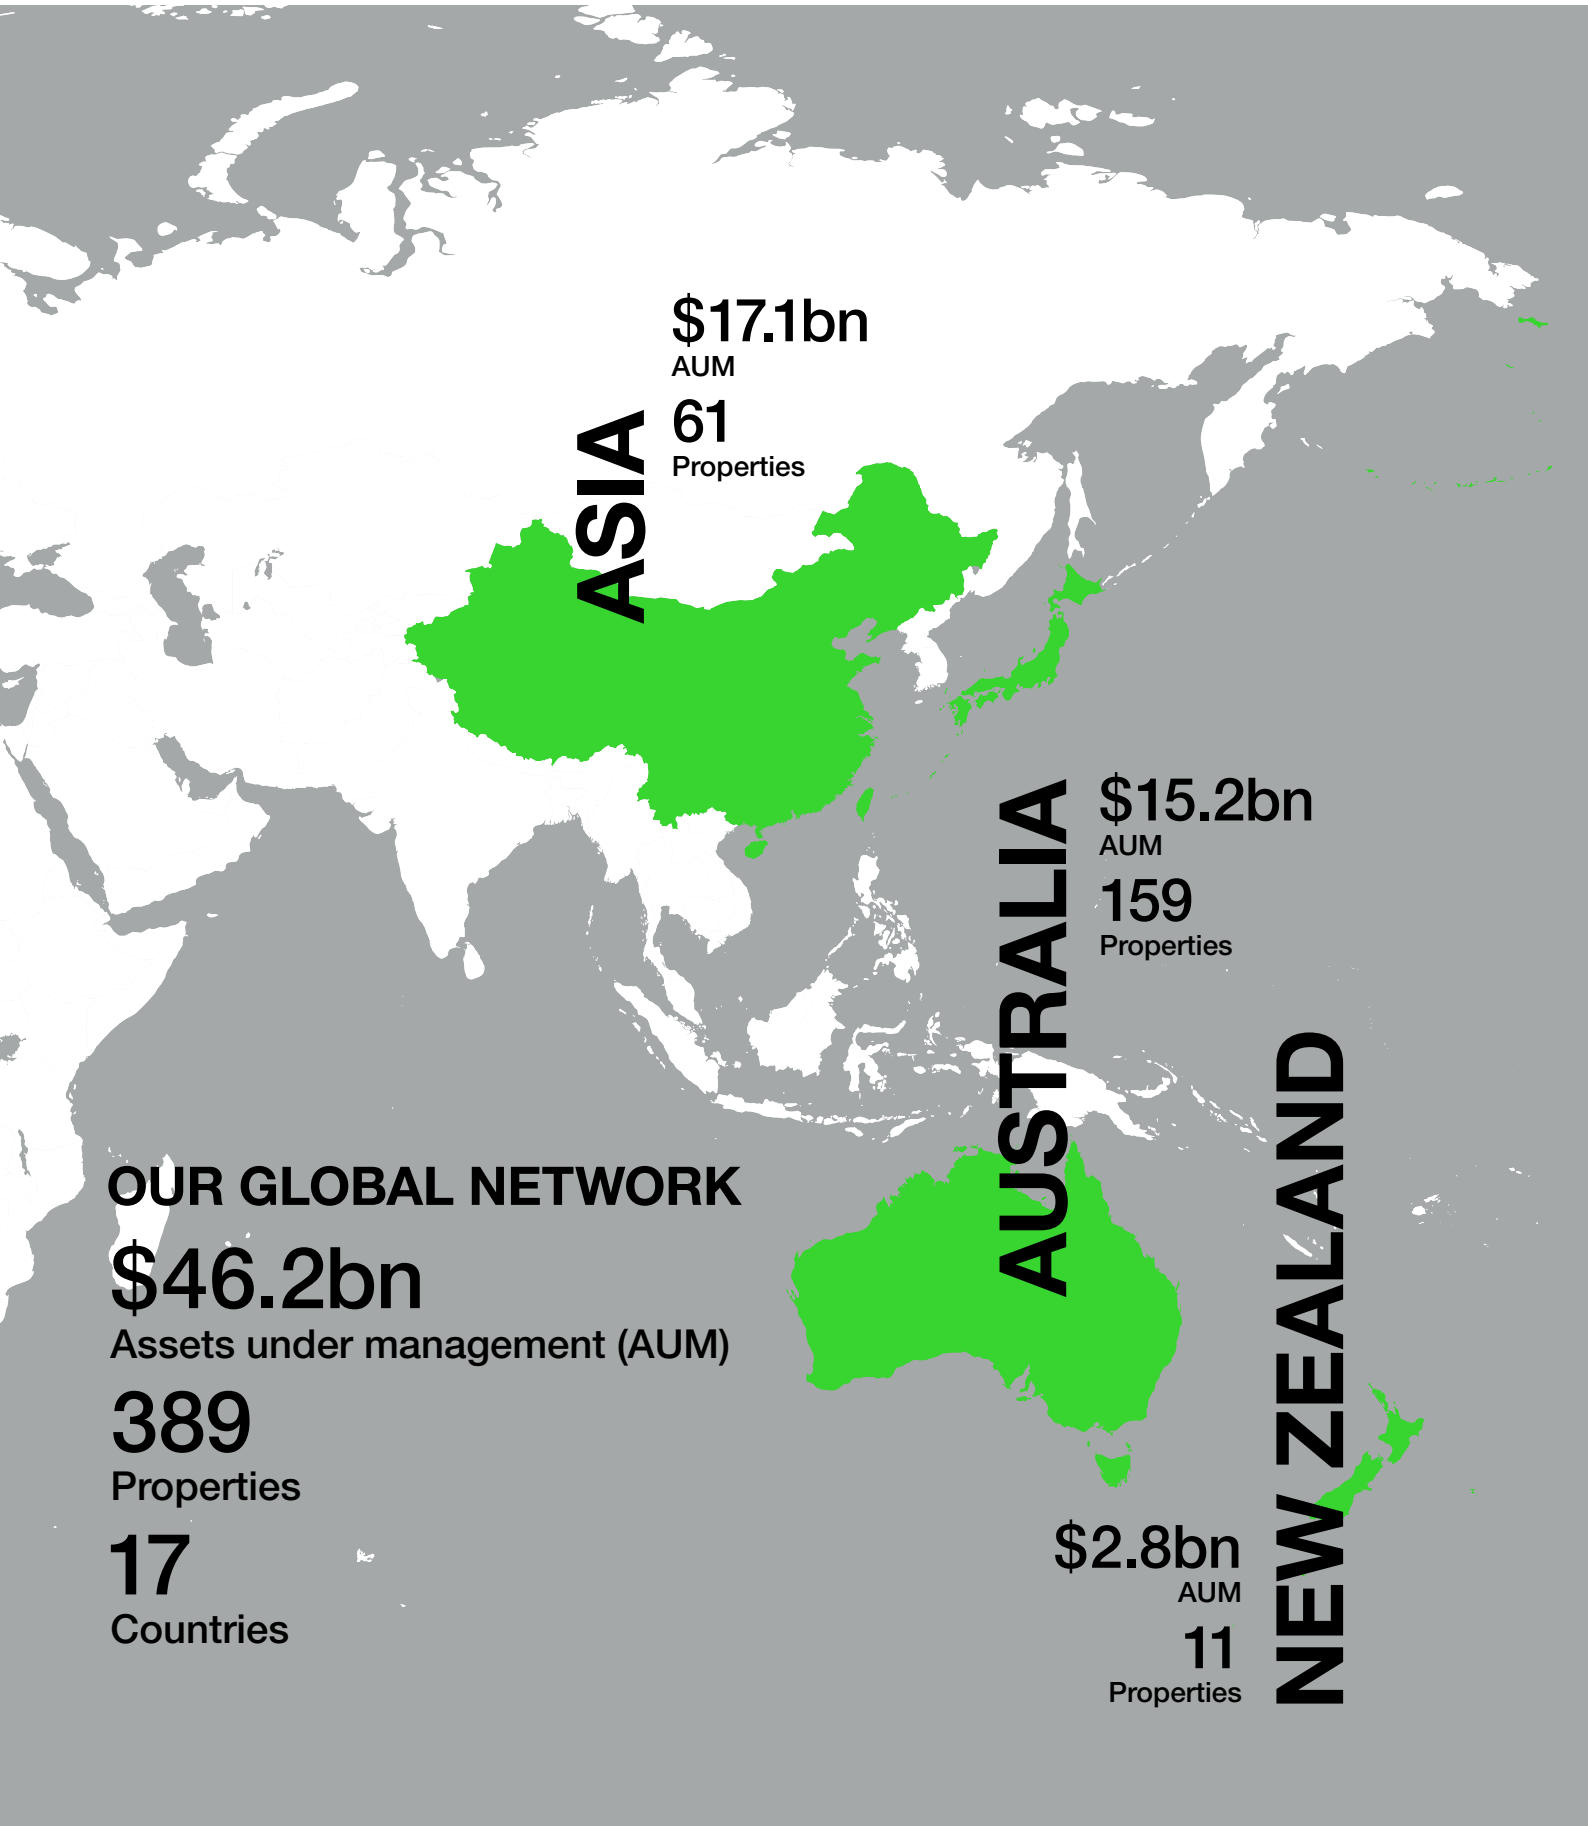 ASIA
$17.1bn
AUM
61
Properties
AUSTRALIA
$15.2bn
AUM
159
Properties
NEW ZEALAND
$2.8bn
AUM
11
Properties
OUR GLOBAL NETWORK
$46.2bn
Assets under management (AUM)
389
Properties
17
Countries